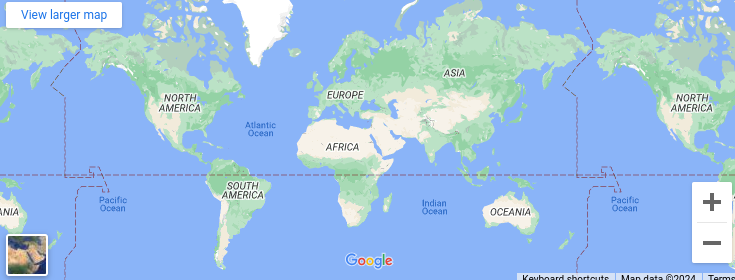 View larger map
ASIA
NORTH
AMERICA
EUROPE
NORTH
AMERICA
Atlantic
Ocean
AFRICA
SOUTH
AMERICA
Pacific
Ocean
Indian
Ocean
Pacific
Ocean
ANIA
OCEANIA
Google
Keyboard shortcuts
Map data ©2024
Terms